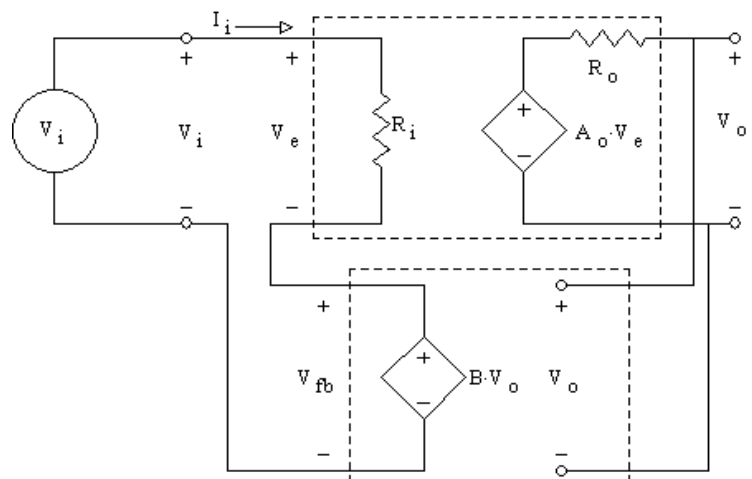 I_i
+ + + +
R_o
V_i V_i V_e R_i + − A_o·V_e V_o
− − −
+ +
V_fb + − B·V_o V_o
− −